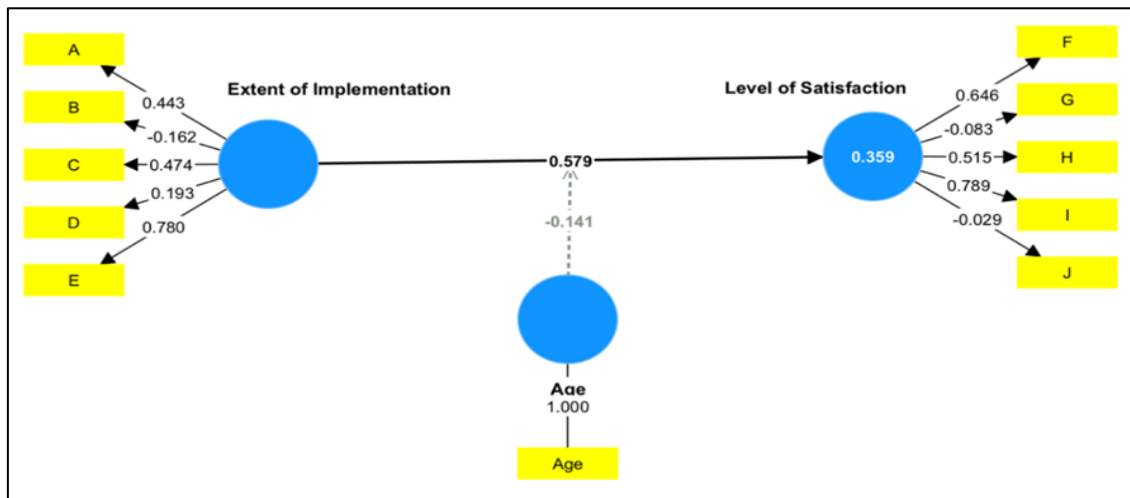 A
B
C
D
E
0.443
-0.162
0.474
0.193
0.780
Extent of Implementation
0.579
-0.141
Age
1.000
Age
Level of Satisfaction
0.359
0.646
-0.083
0.515
0.789
-0.029
F
G
H
I
J